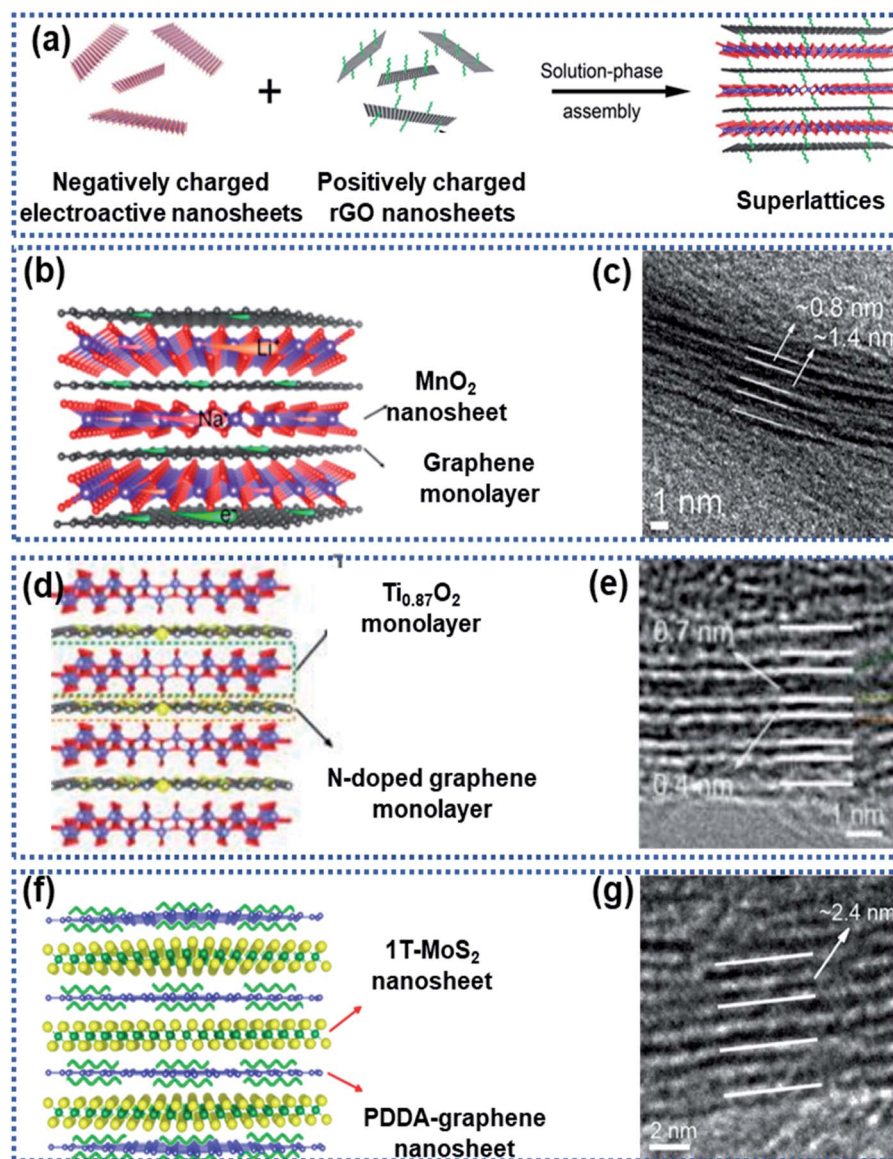 (a)
+
Solution-phase
assembly
Negatively charged
electroactive nanosheets
Positively charged
rGO nanosheets
Superlattices
(b)
Li⁺
Na⁺
e⁻
MnO₂
nanosheet
Graphene
monolayer
(c)
~0.8 nm
~1.4 nm
1 nm
(d)
Ti₀.₈₇O₂
monolayer
N-doped graphene
monolayer
(e)
0.7 nm
0.4 nm
1 nm
(f)
1T-MoS₂
nanosheet
PDDA-graphene
nanosheet
(g)
~2.4 nm
2 nm